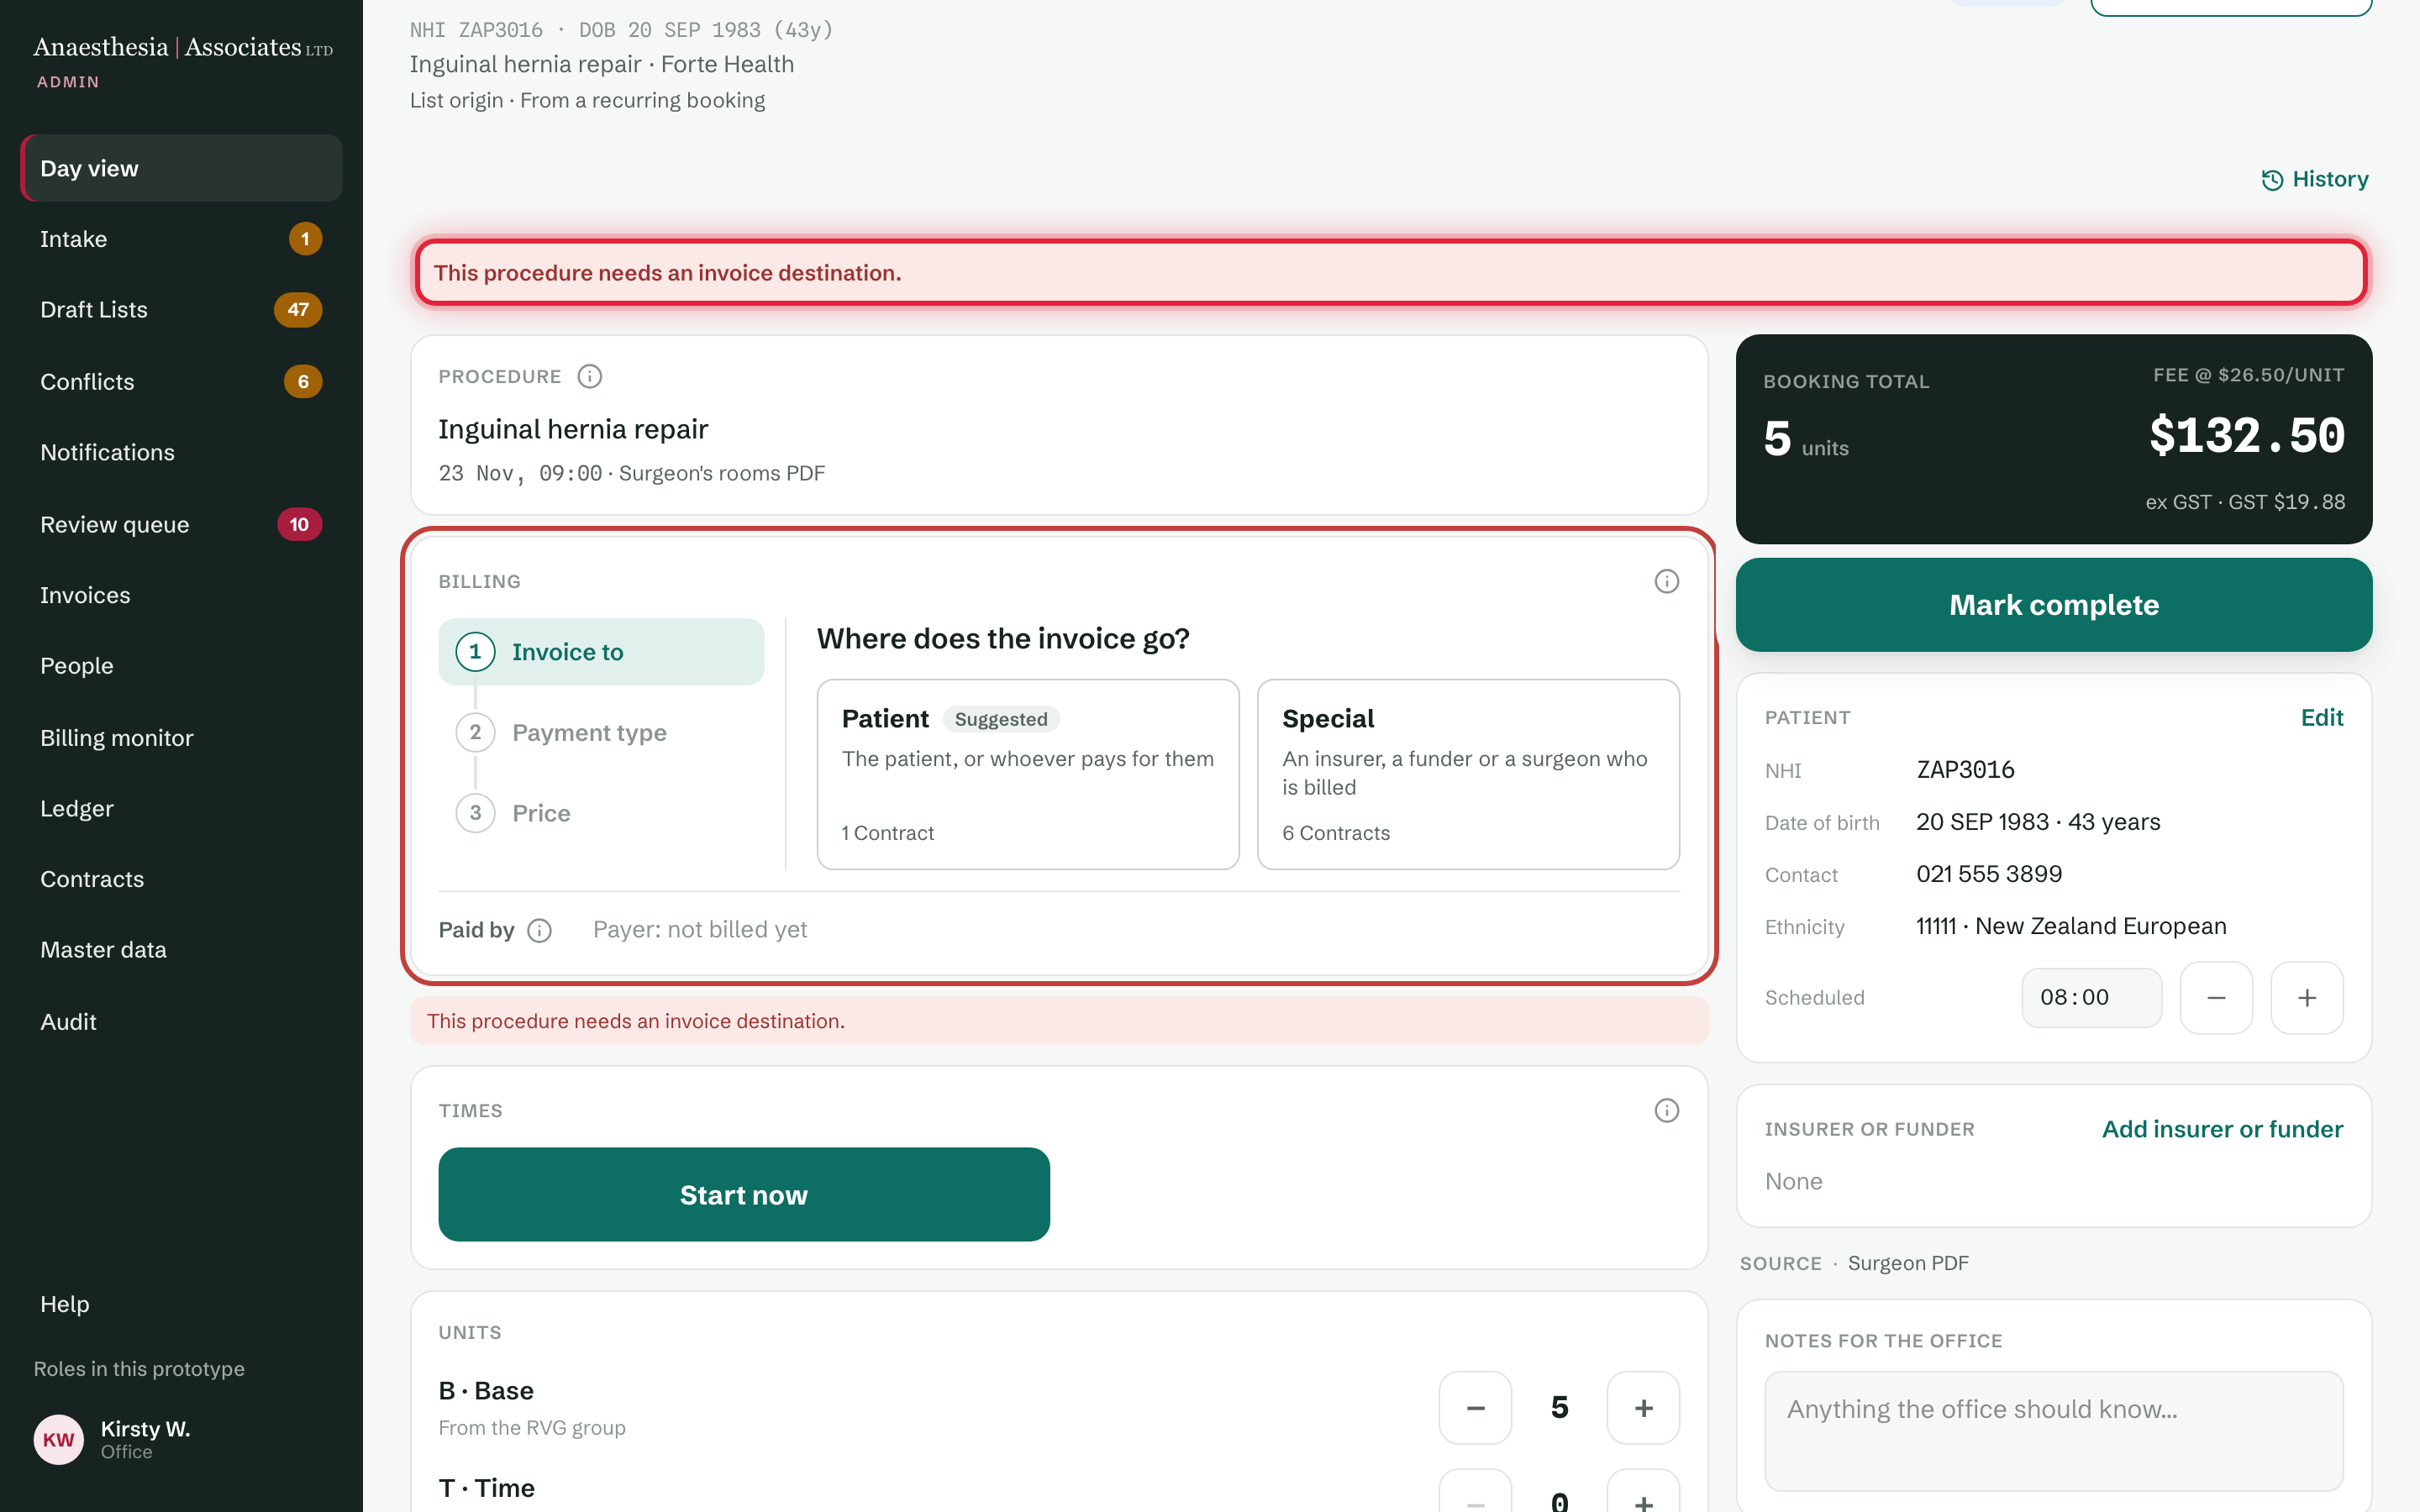 Anaesthesia | Associates LTD
ADMIN
Day view
Intake 1
Draft Lists 47
Conflicts 6
Notifications
Review queue 10
Invoices
People
Billing monitor
Ledger
Contracts
Master data
Audit
Help
Roles in this prototype
KW
Kirsty W.
Office
NHI ZAP3016 · DOB 20 SEP 1983 (43y)
Inguinal hernia repair · Forte Health
List origin · From a recurring booking
History
This procedure needs an invoice destination.
PROCEDURE
Inguinal hernia repair
23 Nov, 09:00 · Surgeon's rooms PDF
BILLING
1 Invoice to
2 Payment type
3 Price
Where does the invoice go?
Patient Suggested
The patient, or whoever pays for them
1 Contract
Special
An insurer, a funder or a surgeon who
is billed
6 Contracts
Paid by
Payer: not billed yet
This procedure needs an invoice destination.
TIMES
Start now
UNITS
B · Base
From the RVG group
− 5 +
T · Time
− 0 +
BOOKING TOTAL
5 units
FEE @ $26.50/UNIT
$132.50
ex GST · GST $19.88
Mark complete
PATIENT
Edit
NHI ZAP3016
Date of birth 20 SEP 1983 · 43 years
Contact 021 555 3899
Ethnicity 11111 · New Zealand European
Scheduled 08:00 − +
INSURER OR FUNDER
Add insurer or funder
None
SOURCE · Surgeon PDF
NOTES FOR THE OFFICE
Anything the office should know...